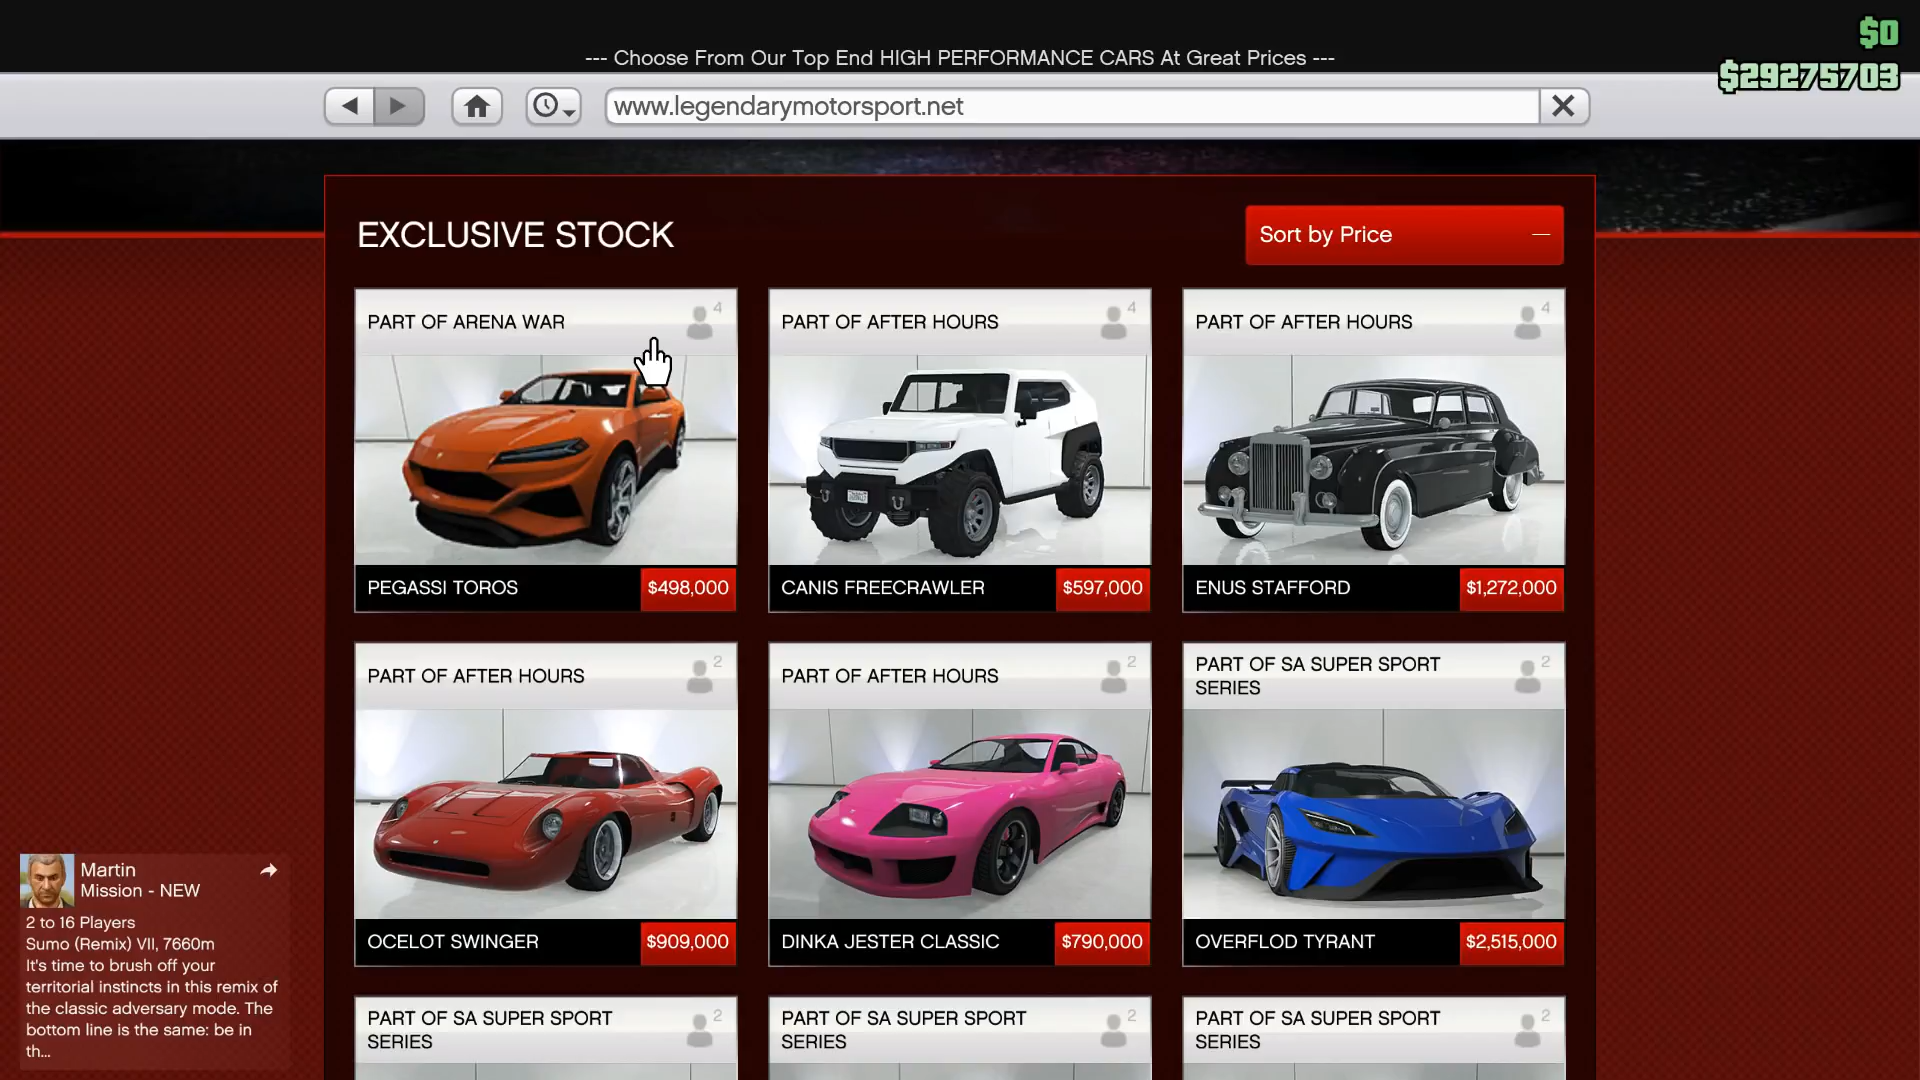 $0
$29275703
--- Choose From Our Top End HIGH PERFORMANCE CARS At Great Prices ---
www.legendarymotorsport.net
EXCLUSIVE STOCK
Sort by Price
PART OF ARENA WAR
4
PART OF AFTER HOURS
4
PART OF AFTER HOURS
4
PEGASSI TOROS
$498,000
CANIS FREECRAWLER
$597,000
ENUS STAFFORD
$1,272,000
PART OF AFTER HOURS
2
PART OF AFTER HOURS
2
PART OF SA SUPER SPORT
SERIES
2
OCELOT SWINGER
$909,000
DINKA JESTER CLASSIC
$790,000
OVERFLOD TYRANT
$2,515,000
PART OF SA SUPER SPORT
SERIES
2
PART OF SA SUPER SPORT
SERIES
2
PART OF SA SUPER SPORT
SERIES
2
Martin
Mission - NEW
2 to 16 Players
Sumo (Remix) VII, 7660m
It's time to brush off your
territorial instincts in this remix of
the classic adversary mode. The
bottom line is the same: be in
th...